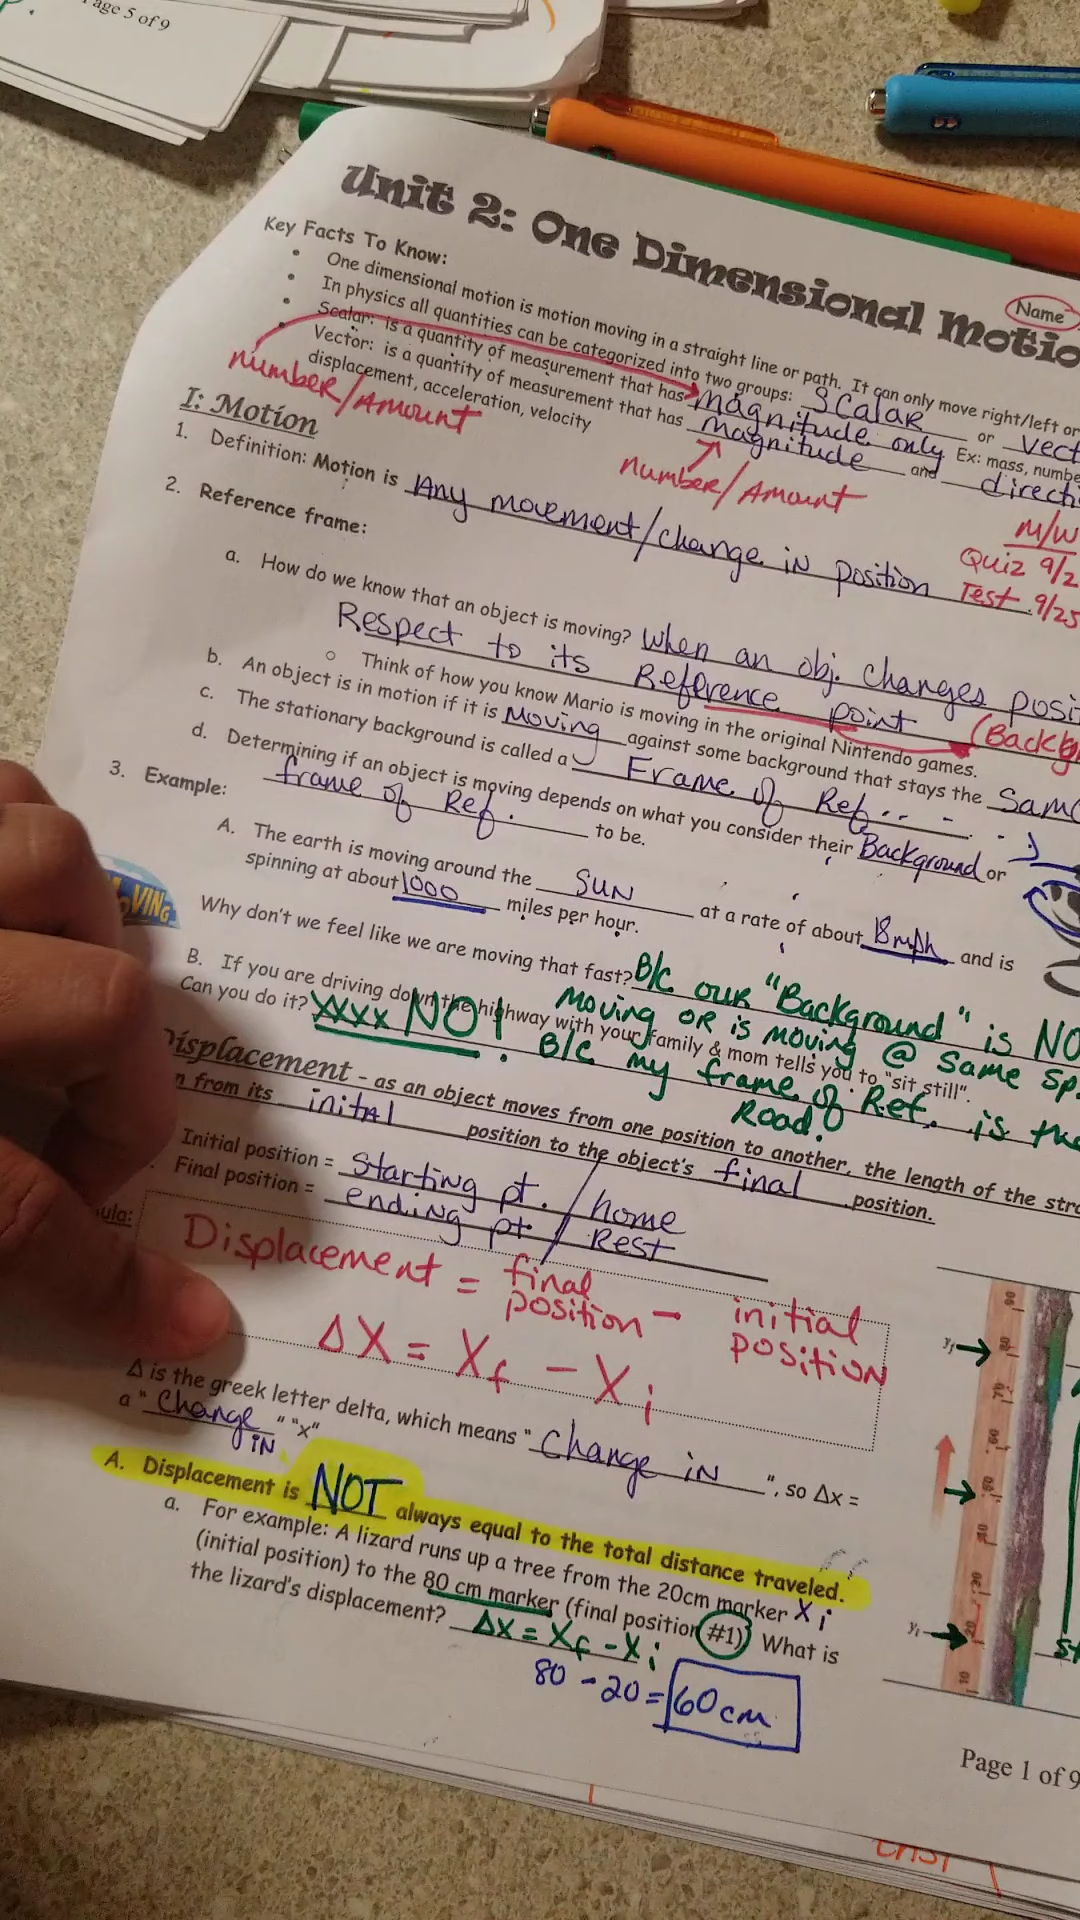 Page 5 of 9
Unit 2: One Dimensional Motio
Name
Key Facts To Know:
• One dimensional motion is motion moving in a straight line or path. It can only move right/left or
• In physics all quantities can be categorized into two groups: Scalar or vect
• Scalar: is a quantity of measurement that has magnitude only Ex: mass, numbe
• Vector: is a quantity of measurement that has magnitude and directi
displacement, acceleration, velocity
number/Amount
number/Amount
I: Motion
1. Definition: Motion is Any movement/change in position
M/W
Quiz 9/2
Test 9/25
2. Reference frame:
a. How do we know that an object is moving? When an obj. changes posi
Respect to its Reference point (Backg
o Think of how you know Mario is moving in the original Nintendo games.
b. An object is in motion if it is Moving against some background that stays the Sam
c. The stationary background is called a Frame of Ref.
d. Determining if an object is moving depends on what you consider their Background or
frame of Ref. to be.
3. Example:
A. The earth is moving around the SUN at a rate of about 18mph and is
spinning at about 1000 miles per hour.
VING
Why don't we feel like we are moving that fast? B/c our "Background" is NO
moving OR is moving @ same sp
B. If you are driving down the highway with your family & mom tells you to "sit still".
Can you do it? xxxx NO! B/c my frame of Ref. is the
Road.
Displacement - as an object moves from one position to another, the length of the stra
n from its initial position to the object's final position.
Initial position = Starting pt. / home
Final position = ending pt / Rest
ula:
Displacement = final position - initial position
ΔX = Xf - Xi
Δ is the greek letter delta, which means "Change in", so Δx =
a "Change in" "x"
A. Displacement is NOT always equal to the total distance traveled.
a. For example: A lizard runs up a tree from the 20cm marker Xi
(initial position) to the 80 cm marker (final position #1) What is
the lizard's displacement? ΔX = Xf - Xi
80 - 20 = 60cm
Page 1 of 9